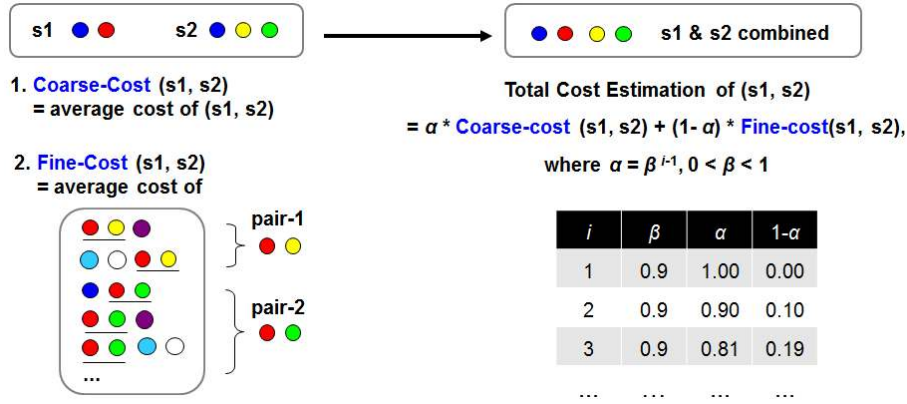 s1 s2
s1 & s2 combined
1. Coarse-Cost (s1, s2)
= average cost of (s1, s2)
2. Fine-Cost (s1, s2)
= average cost of
pair-1
pair-2
...
Total Cost Estimation of (s1, s2)
= α * Coarse-cost (s1, s2) + (1- α) * Fine-cost(s1, s2),
where α = β i-1, 0 < β < 1
i β α 1-α
1 0.9 1.00 0.00
2 0.9 0.90 0.10
3 0.9 0.81 0.19
... ... ... ...